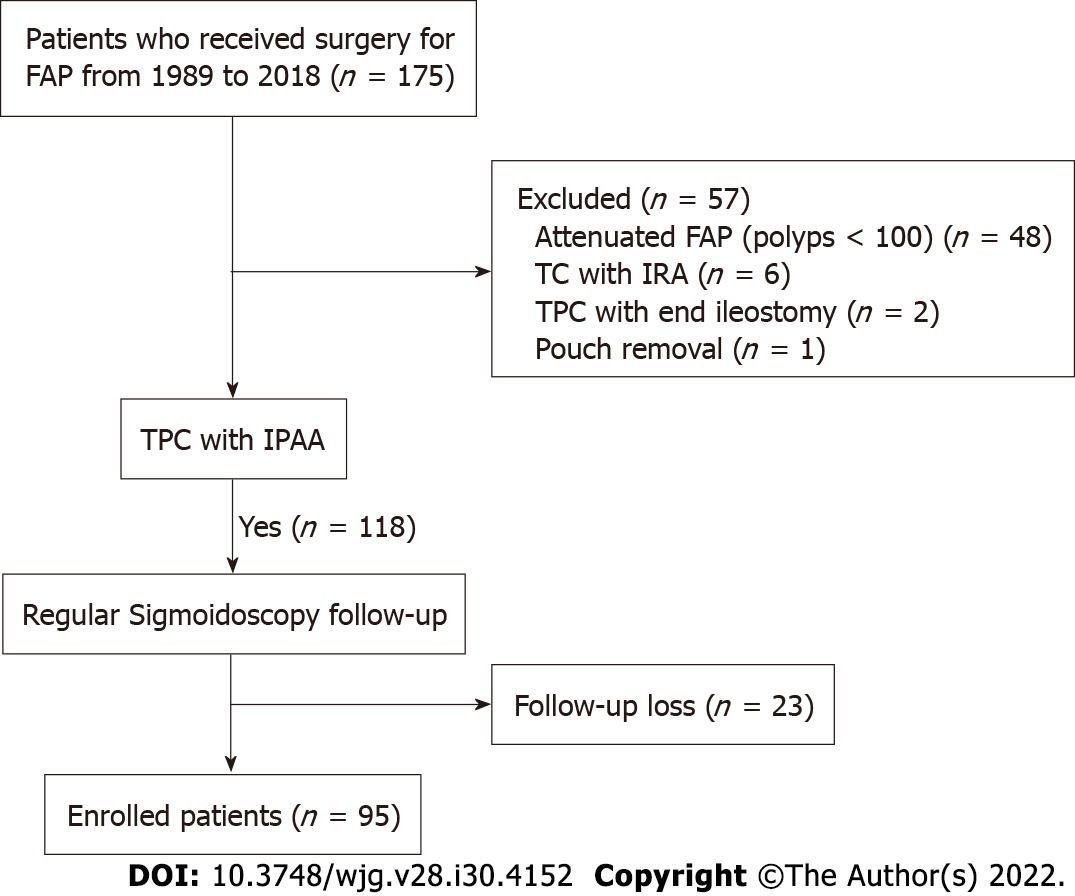 Patients who received surgery for
FAP from 1989 to 2018 (n = 175)
Excluded (n = 57)
Attenuated FAP (polyps < 100) (n = 48)
TC with IRA (n = 6)
TPC with end ileostomy (n = 2)
Pouch removal (n = 1)
TPC with IPAA
Yes (n = 118)
Regular Sigmoidoscopy follow-up
Follow-up loss (n = 23)
Enrolled patients (n = 95)
DOI: 10.3748/wjg.v28.i30.4152 Copyright ©The Author(s) 2022.